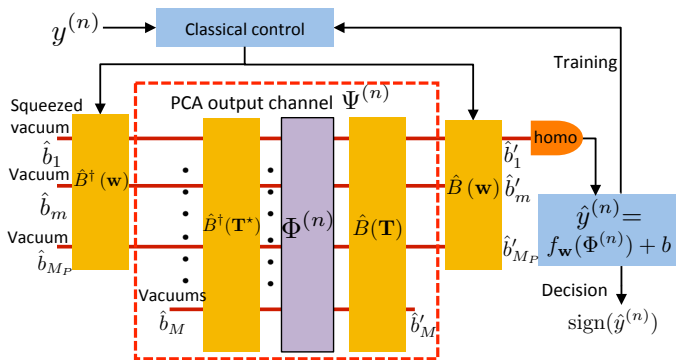 y^{(n)}
Classical control
Training
Squeezed
vacuum
PCA output channel Ψ^{(n)}
b̂_1
B̂†(w)
B̂†(T*)
Φ^{(n)}
B̂(T)
B̂(w)
b̂′_1
homo
Vacuum
b̂_m
b̂′_m
Vacuum
b̂_{M_P}
b̂′_{M_P}
ŷ^{(n)}=
f_w(Φ^{(n)}) + b
Vacuums
b̂_M
b̂′_M
Decision
sign(ŷ^{(n)})